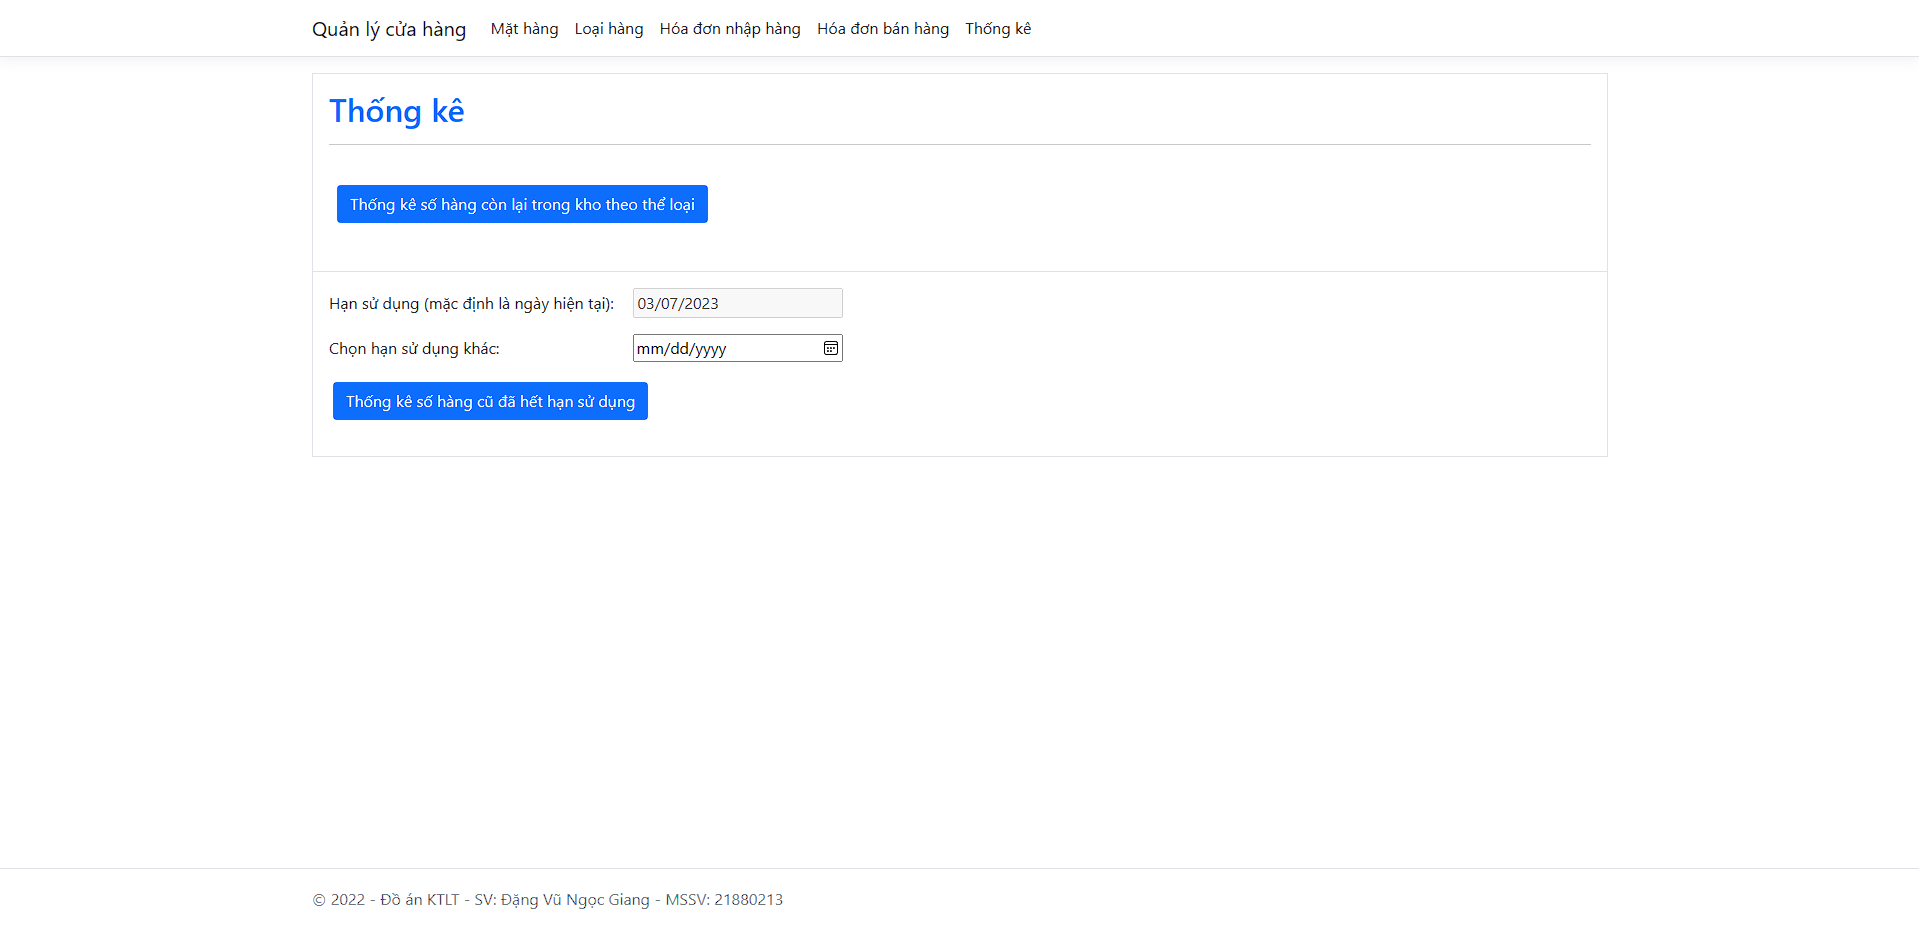 Quản lý cửa hàng Mặt hàng Loại hàng Hóa đơn nhập hàng Hóa đơn bán hàng Thống kê
Thống kê
Thống kê số hàng còn lại trong kho theo thể loại
Hạn sử dụng (mặc định là ngày hiện tại): 03/07/2023
Chọn hạn sử dụng khác: mm/dd/yyyy
Thống kê số hàng cũ đã hết hạn sử dụng
© 2022 - Đồ án KTLT - SV: Đặng Vũ Ngọc Giang - MSSV: 21880213